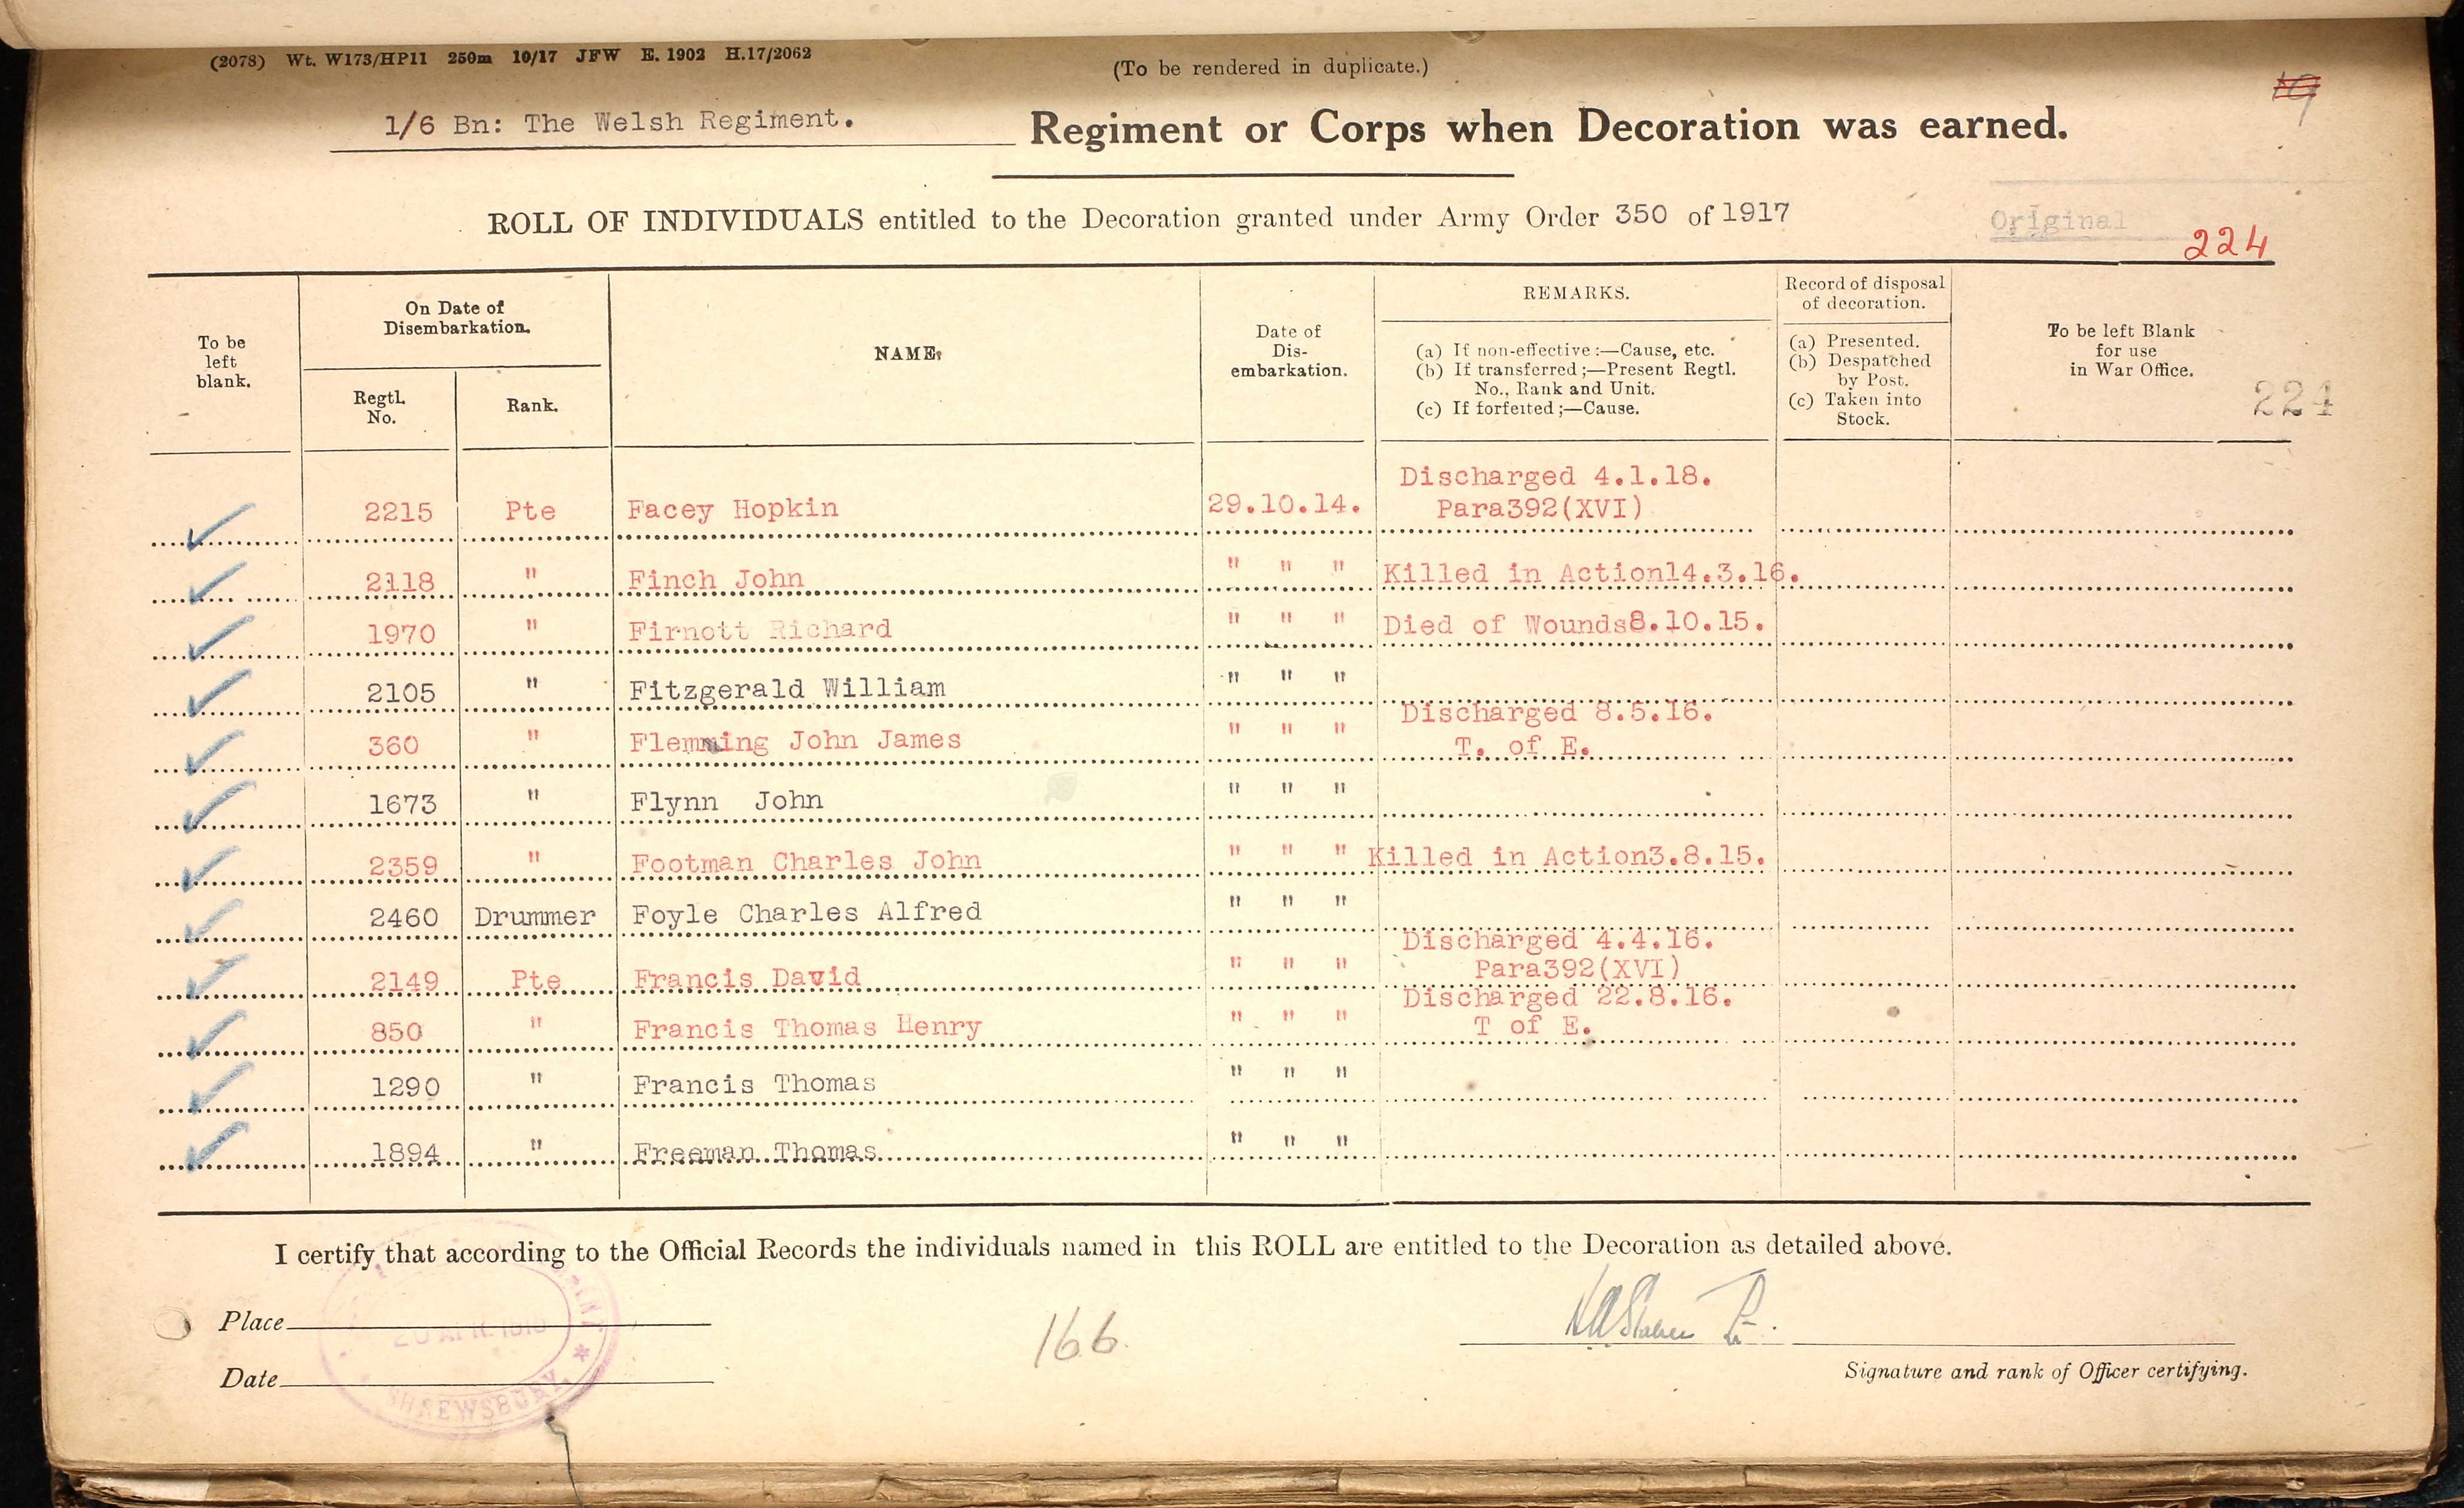 (2078) Wt. W173/HP11 250m 10/17 JFW E. 1902 H.17/2062
(To be rendered in duplicate.)
1/6 Bn: The Welsh Regiment. Regiment or Corps when Decoration was earned.
ROLL OF INDIVIDUALS entitled to the Decoration granted under Army Order 350 of 1917
Original
224
To be left blank.
On Date of Disembarkation.
Regtl. No.
Rank.
NAME.
Date of Dis-embarkation.
REMARKS.
(a) If non-effective:—Cause, etc.
(b) If transferred;—Present Regtl. No., Rank and Unit.
(c) If forfeited;—Cause.
Record of disposal of decoration.
(a) Presented.
(b) Despatched by Post.
(c) Taken into Stock.
To be left Blank for use in War Office.
224
2215 Pte Facey Hopkin 29.10.14. Discharged 4.1.18. Para392(XVI)
2118 " Finch John " " " Killed in Action14.3.16.
1970 " Firnott Richard " " " Died of Wounds8.10.15.
2105 " Fitzgerald William " " "
360 " Flemming John James " " " Discharged 8.5.16. T. of E.
1673 " Flynn John " " "
2359 " Footman Charles John " " " Killed in Action3.8.15.
2460 Drummer Foyle Charles Alfred " " "
2149 Pte Francis David " " " Discharged 4.4.16. Para392(XVI)
850 " Francis Thomas Henry " " " Discharged 22.8.16. T of E.
1290 " Francis Thomas " " "
1894 " Freeman Thomas " " "
I certify that according to the Official Records the individuals named in this ROLL are entitled to the Decoration as detailed above.
Place
Date
SHREWSBURY
166
Signature and rank of Officer certifying.